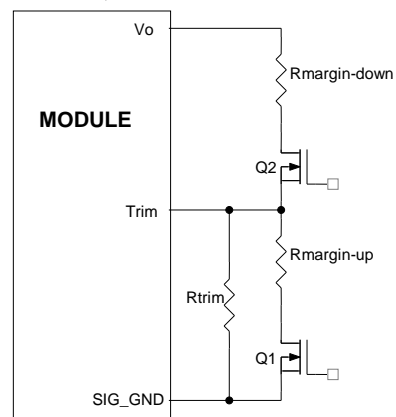 Vo
Rmargin-down
MODULE
Q2
Trim
Rmargin-up
Rtrim
Q1
SIG_GND